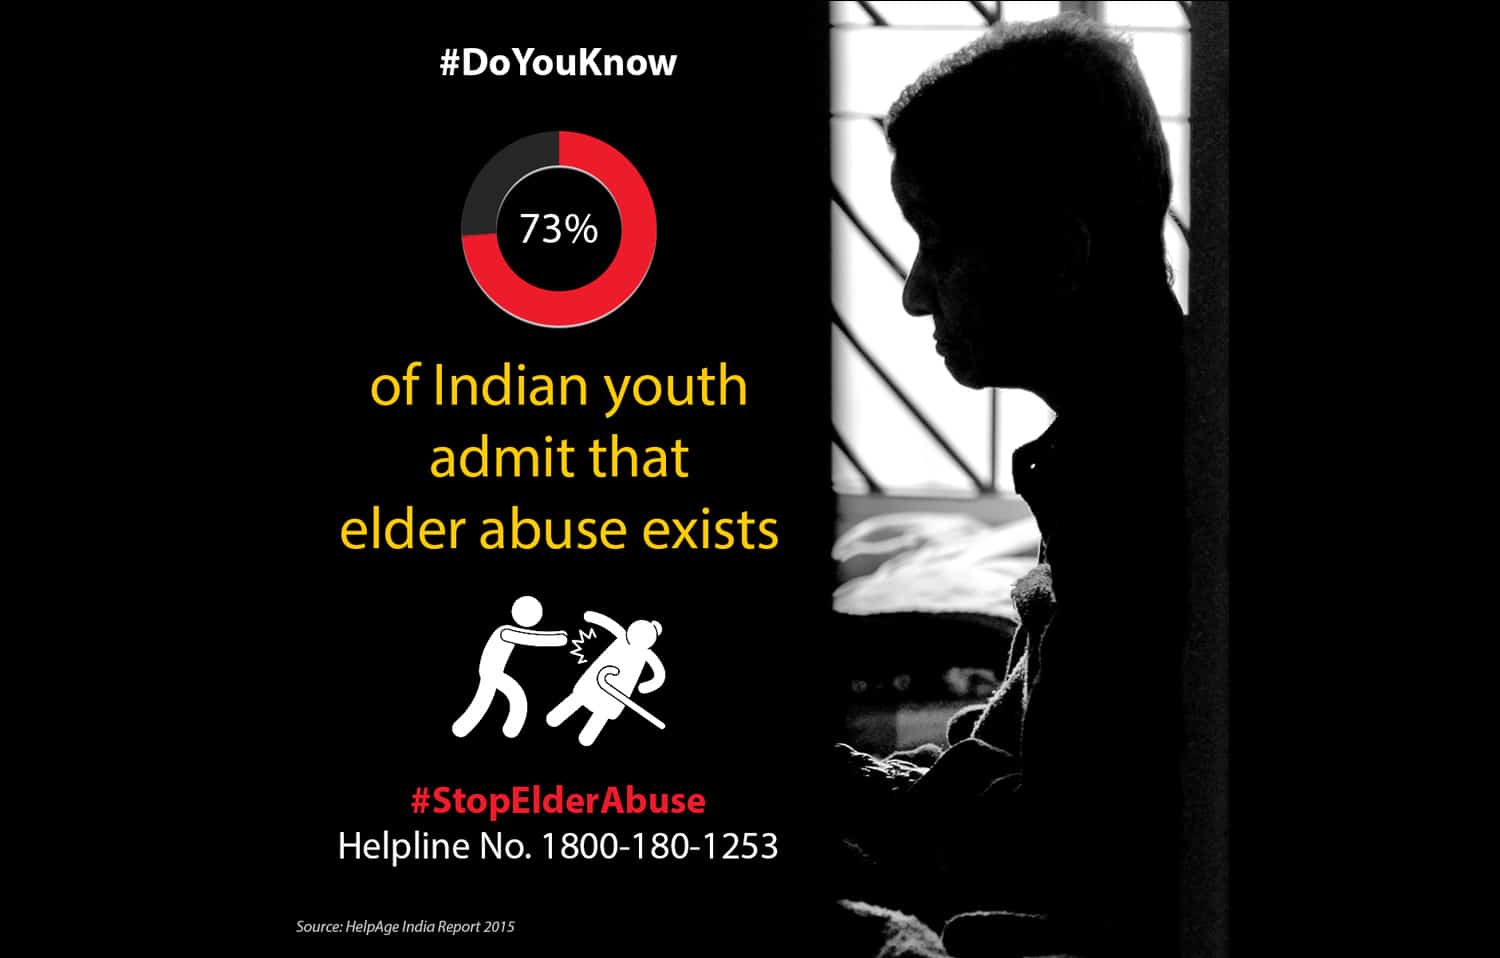 #DoYouKnow
73%
of Indian youth
admit that
elder abuse exists
#StopElderAbuse
Helpline No. 1800-180-1253
Source: HelpAge India Report 2015